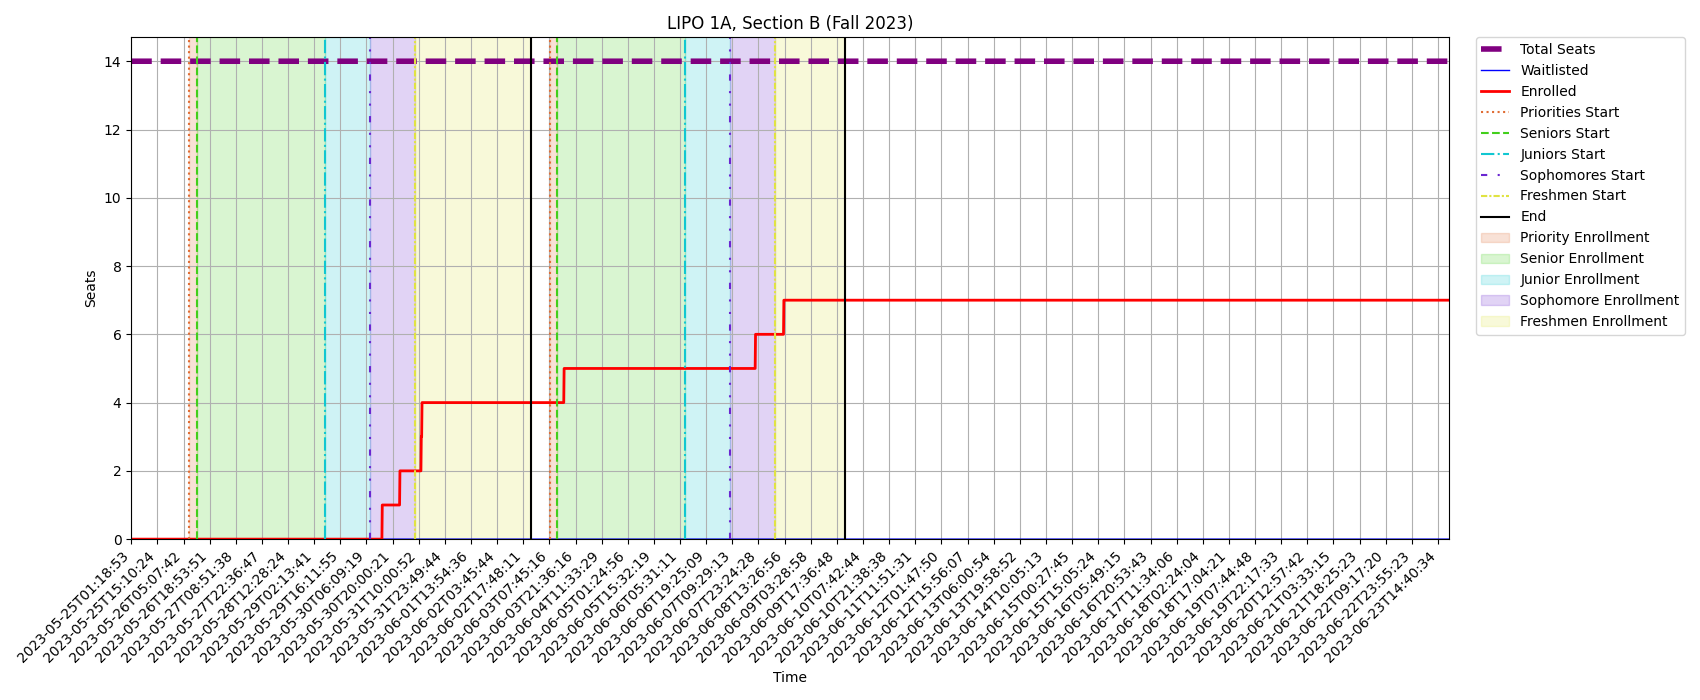 LIPO 1A, Section B (Fall 2023)
Seats
14
12
10
8
6
4
2
0
2023-05-25T01:18:53
2023-05-25T15:10:24
2023-05-26T05:07:42
2023-05-26T18:53:51
2023-05-27T08:51:38
2023-05-27T22:36:47
2023-05-28T12:28:24
2023-05-29T02:13:41
2023-05-29T16:11:55
2023-05-30T06:09:19
2023-05-30T20:00:21
2023-05-31T10:00:52
2023-05-31T23:49:44
2023-06-01T13:54:36
2023-06-02T03:45:44
2023-06-02T17:48:11
2023-06-03T07:45:16
2023-06-03T21:36:16
2023-06-04T11:33:29
2023-06-05T01:24:56
2023-06-05T15:32:19
2023-06-06T05:31:11
2023-06-06T19:25:09
2023-06-07T09:29:13
2023-06-07T23:24:28
2023-06-08T13:26:56
2023-06-09T03:28:58
2023-06-09T17:36:48
2023-06-10T07:42:44
2023-06-10T21:38:38
2023-06-11T11:51:31
2023-06-12T01:47:50
2023-06-12T15:56:07
2023-06-13T06:00:54
2023-06-13T19:58:52
2023-06-14T10:05:13
2023-06-15T00:27:45
2023-06-15T15:05:24
2023-06-16T05:49:15
2023-06-16T20:53:43
2023-06-17T11:34:06
2023-06-18T02:24:04
2023-06-18T17:04:21
2023-06-19T07:44:48
2023-06-19T22:17:33
2023-06-20T12:57:42
2023-06-21T03:33:15
2023-06-21T18:25:23
2023-06-22T09:17:20
2023-06-22T23:55:23
2023-06-23T14:40:34
Time
Total Seats
Waitlisted
Enrolled
Priorities Start
Seniors Start
Juniors Start
Sophomores Start
Freshmen Start
End
Priority Enrollment
Senior Enrollment
Junior Enrollment
Sophomore Enrollment
Freshmen Enrollment